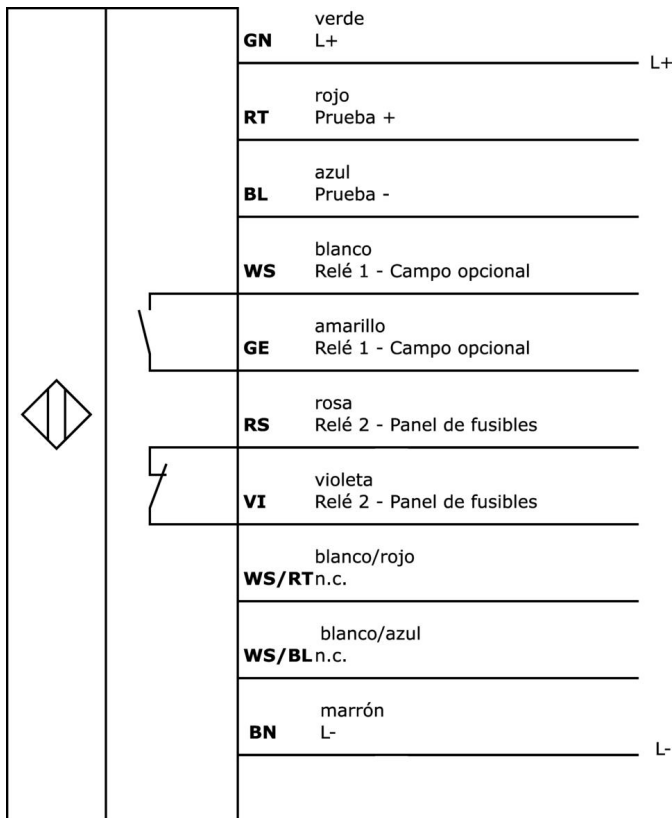 verde
GN L+
L+
rojo
RT Prueba +
azul
BL Prueba -
blanco
WS Relé 1 - Campo opcional
amarillo
GE Relé 1 - Campo opcional
rosa
RS Relé 2 - Panel de fusibles
violeta
VI Relé 2 - Panel de fusibles
blanco/rojo
WS/RT n.c.
blanco/azul
WS/BL n.c.
marrón
BN L-
L-